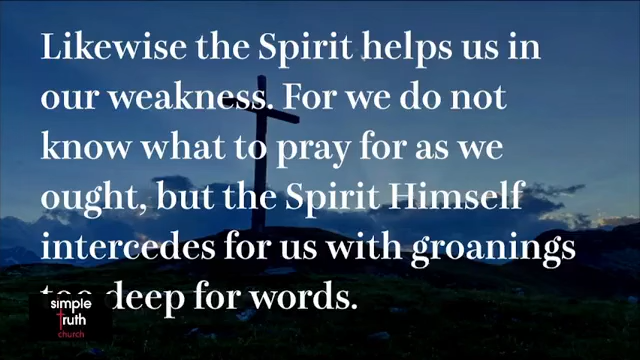 Likewise the Spirit helps us in
our weakness. For we do not
know what to pray for as we
ought, but the Spirit Himself
intercedes for us with groanings
too deep for words.
simple
truth
church